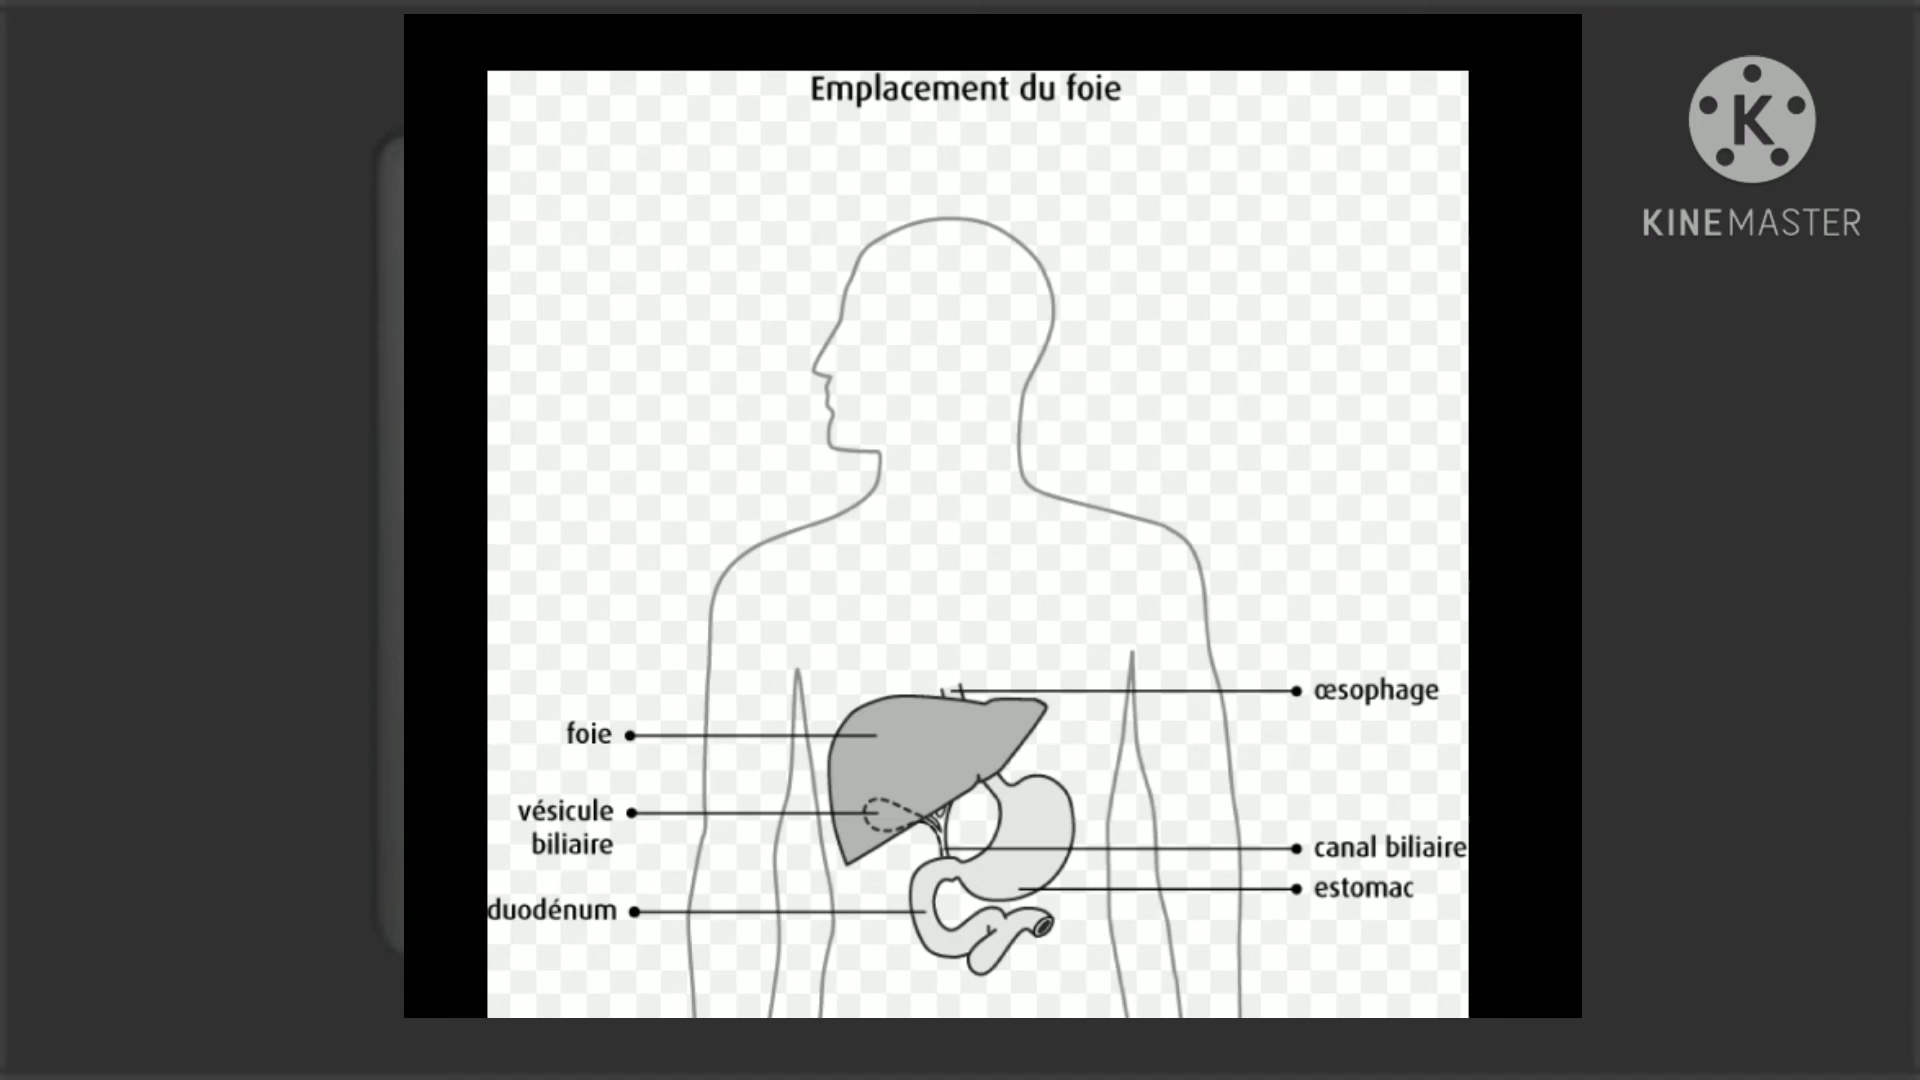 Emplacement du foie
K
KINEMASTER
œsophage
foie
vésicule
biliaire
canal biliaire
estomac
duodénum